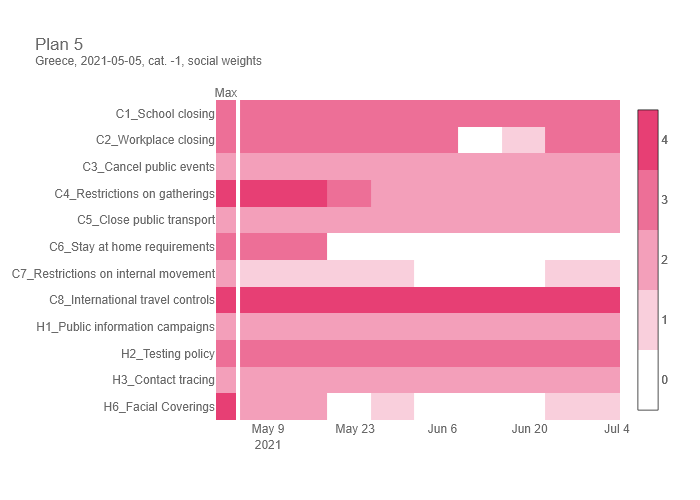 Plan 5
Greece, 2021-05-05, cat. -1, social weights
Max
C1_School closing
C2_Workplace closing
C3_Cancel public events
C4_Restrictions on gatherings
C5_Close public transport
C6_Stay at home requirements
C7_Restrictions on internal movement
C8_International travel controls
H1_Public information campaigns
H2_Testing policy
H3_Contact tracing
H6_Facial Coverings
May 9 May 23 Jun 6 Jun 20 Jul 4
2021
4
3
2
1
0